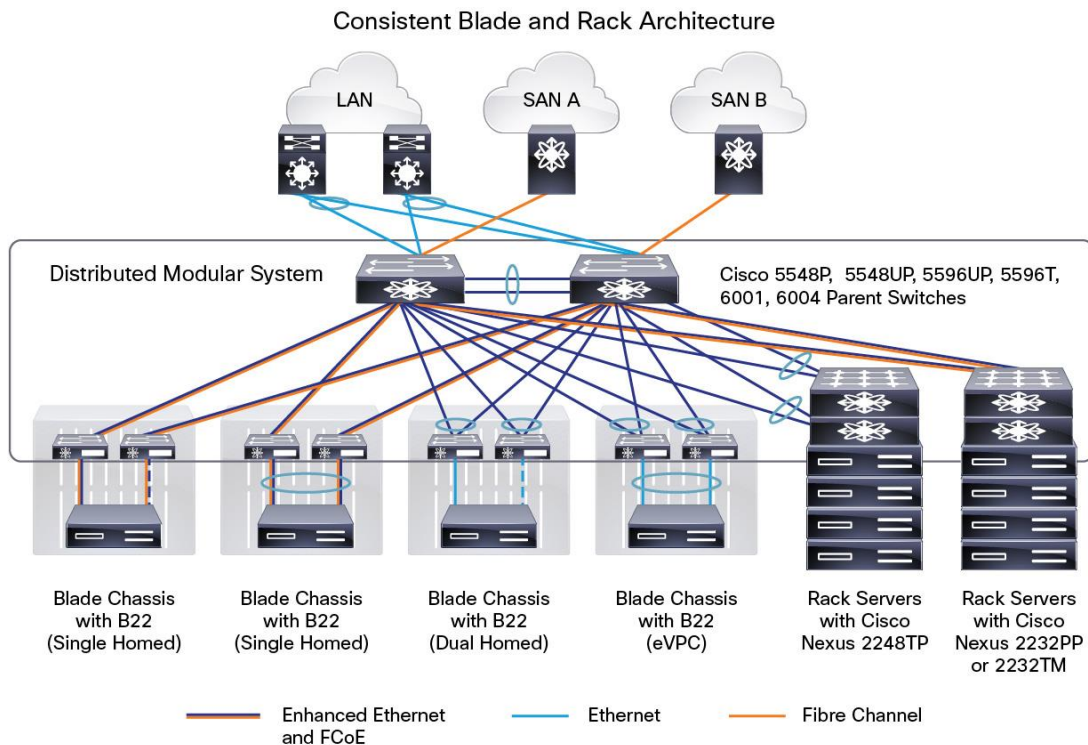 Consistent Blade and Rack Architecture
LAN
SAN A
SAN B
Distributed Modular System
Cisco 5548P, 5548UP, 5596UP, 5596T,
6001, 6004 Parent Switches
Blade Chassis
with B22
(Single Homed)
Blade Chassis
with B22
(Single Homed)
Blade Chassis
with B22
(Dual Homed)
Blade Chassis
with B22
(eVPC)
Rack Servers
with Cisco
Nexus 2248TP
Rack Servers
with Cisco
Nexus 2232PP
or 2232TM
Enhanced Ethernet
and FCoE
Ethernet
Fibre Channel